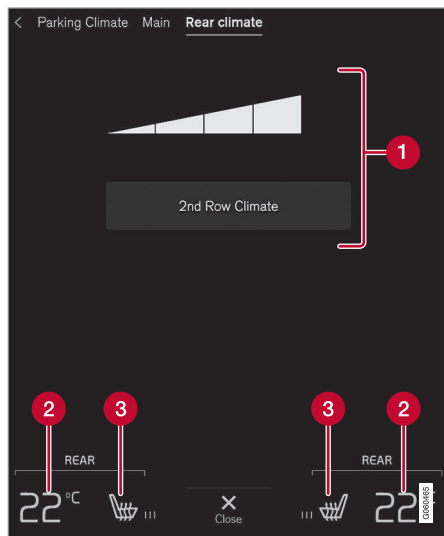 < Parking Climate Main Rear climate
1
2nd Row Climate
2 3 3 2
REAR REAR
22 °C 22
Close
G060465